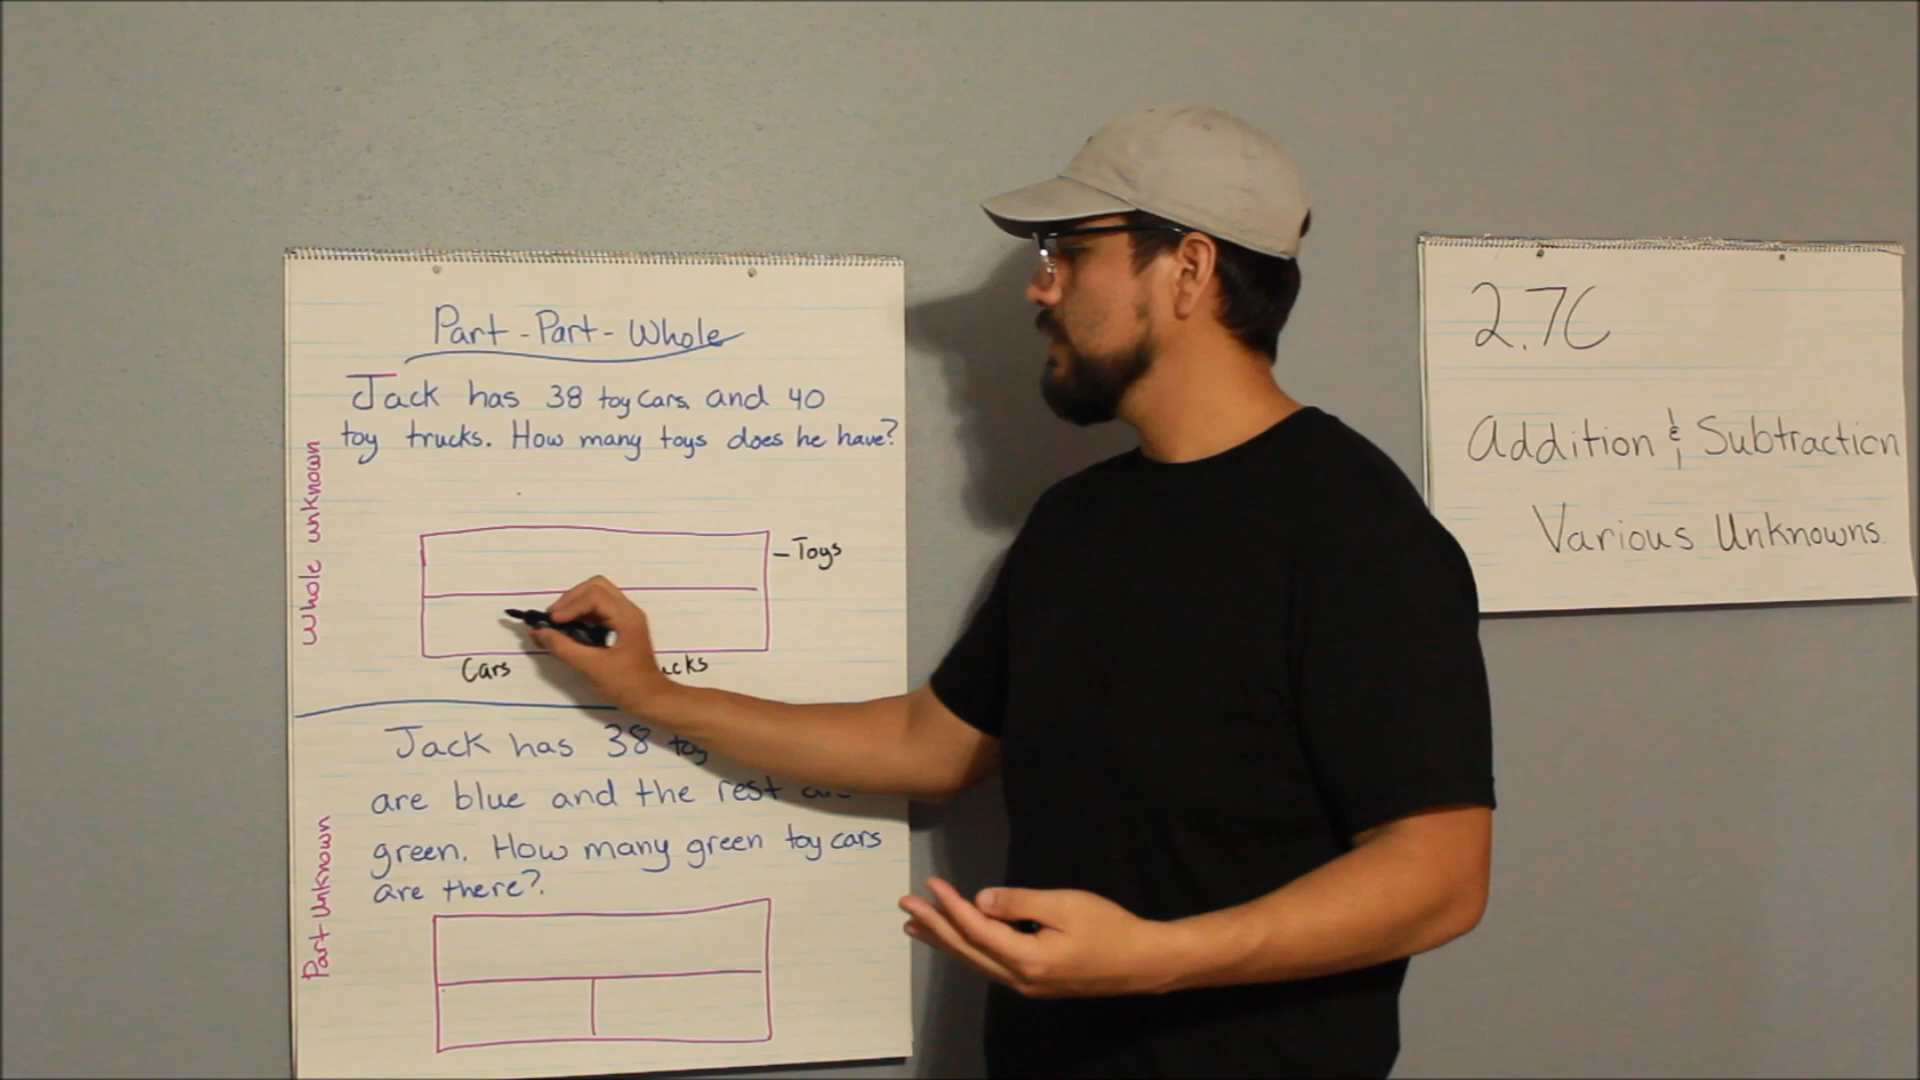 Part-Part-Whole
Jack has 38 toy cars and 40
toy trucks. How many toys does he have?
Whole unknown
- Toys
Cars
Jack has 38
are blue and the rest
green. How many green toy cars
are there?
Part Unknown
2.7C
Addition & Subtraction
Various Unknowns